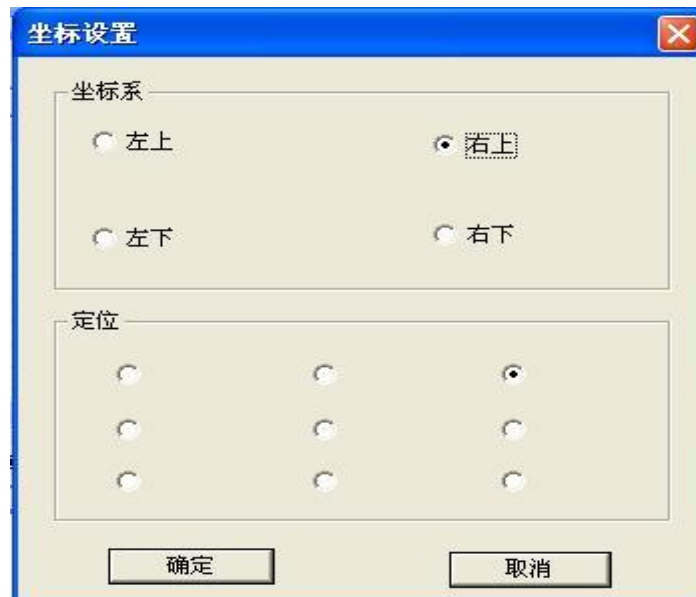 坐标设置
坐标系
左上 右上
左下 右下
定位
确定 取消